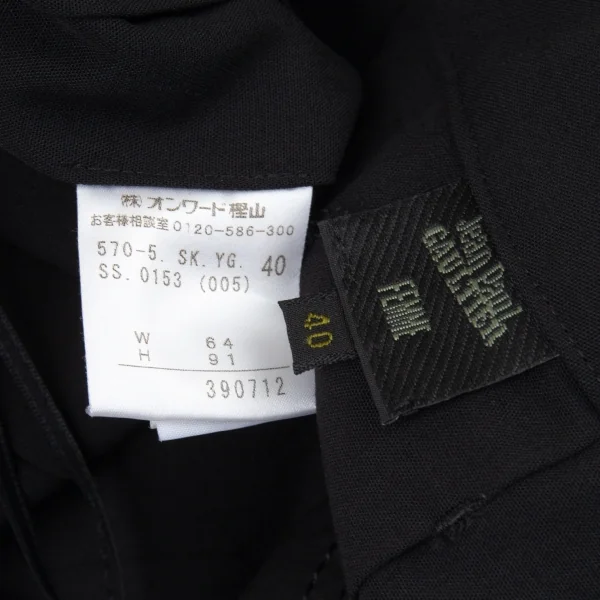 ㈱ オンワード樫山
お客様相談室 0120-586-300
570-5. SK. YG. 40
SS. 0153 (005)
W 64
H 91
390712
40
Jean Paul
GAULTIER
FEMME